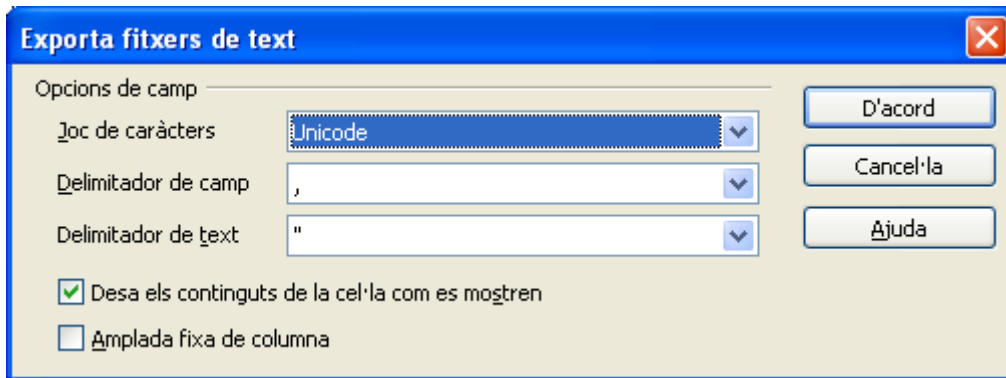 Exporta fitxers de text
Opcions de camp
Joc de caràcters
Unicode
Delimitador de camp
,
Delimitador de text
"
Desa els continguts de la cel·la com es mostren
Amplada fixa de columna
D'acord
Cancel·la
Ajuda